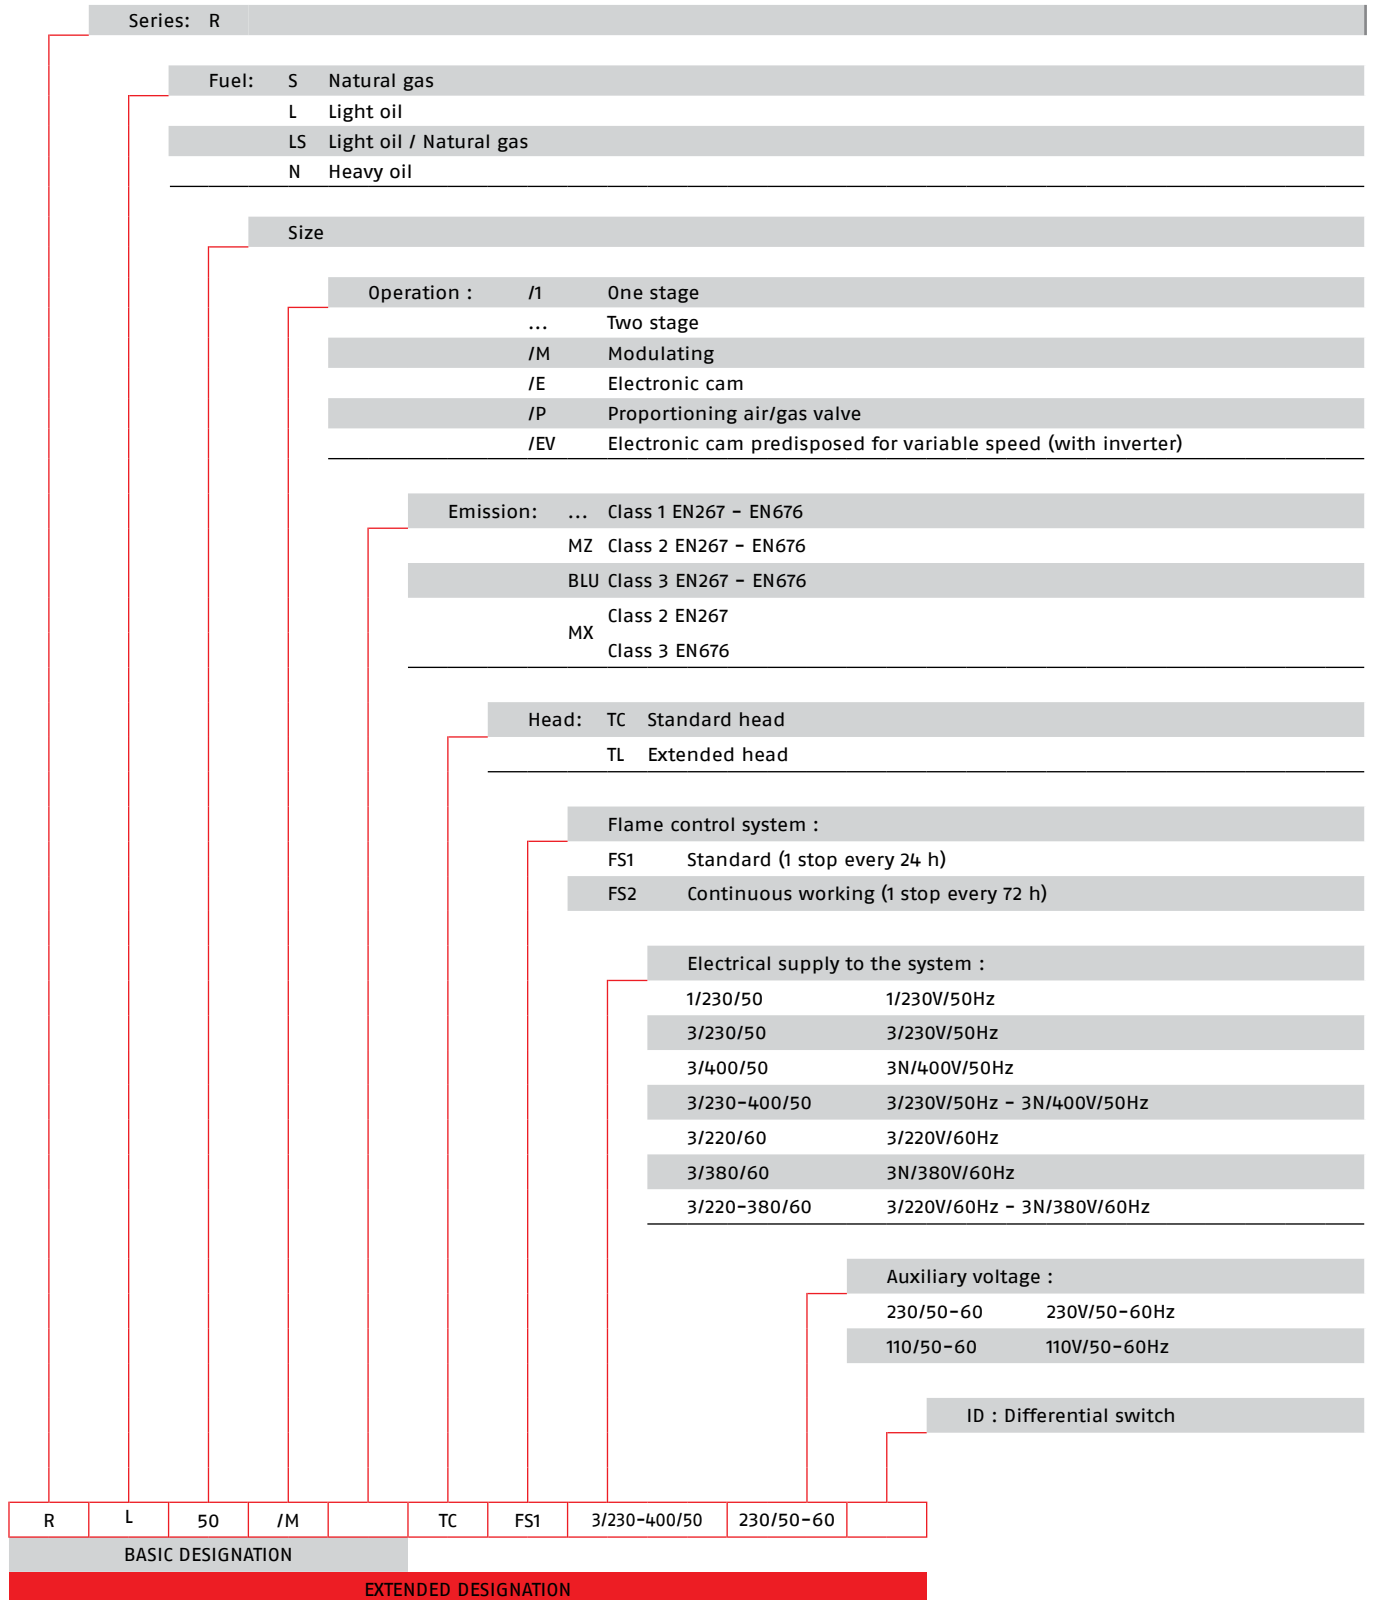 Series: R
Fuel: S Natural gas
L Light oil
LS Light oil / Natural gas
N Heavy oil
Size
Operation : /1 One stage
... Two stage
/M Modulating
/E Electronic cam
/P Proportioning air/gas valve
/EV Electronic cam predisposed for variable speed (with inverter)
Emission: ... Class 1 EN267 - EN676
MZ Class 2 EN267 - EN676
BLU Class 3 EN267 - EN676
MX Class 2 EN267
Class 3 EN676
Head: TC Standard head
TL Extended head
Flame control system :
FS1 Standard (1 stop every 24 h)
FS2 Continuous working (1 stop every 72 h)
Electrical supply to the system :
1/230/50 1/230V/50Hz
3/230/50 3/230V/50Hz
3/400/50 3N/400V/50Hz
3/230-400/50 3/230V/50Hz - 3N/400V/50Hz
3/220/60 3/220V/60Hz
3/380/60 3N/380V/60Hz
3/220-380/60 3/220V/60Hz - 3N/380V/60Hz
Auxiliary voltage :
230/50-60 230V/50-60Hz
110/50-60 110V/50-60Hz
ID : Differential switch
R L 50 /M TC FS1 3/230-400/50 230/50-60
BASIC DESIGNATION
EXTENDED DESIGNATION